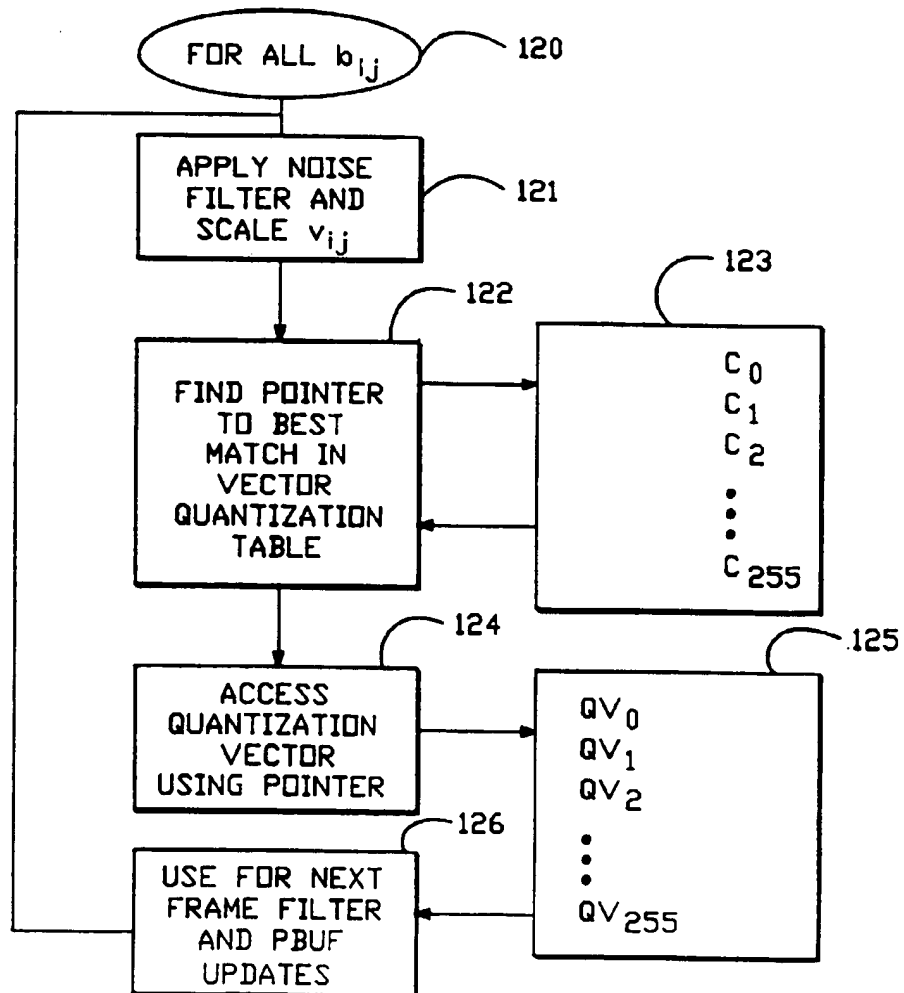 FOR ALL b_ij
120
APPLY NOISE
FILTER AND
SCALE v_ij
121
122
FIND POINTER
TO BEST
MATCH IN
VECTOR
QUANTIZATION
TABLE
123
C_0
C_1
C_2
C_255
124
ACCESS
QUANTIZATION
VECTOR
USING POINTER
125
QV_0
QV_1
QV_2
QV_255
126
USE FOR NEXT
FRAME FILTER
AND PBUF
UPDATES